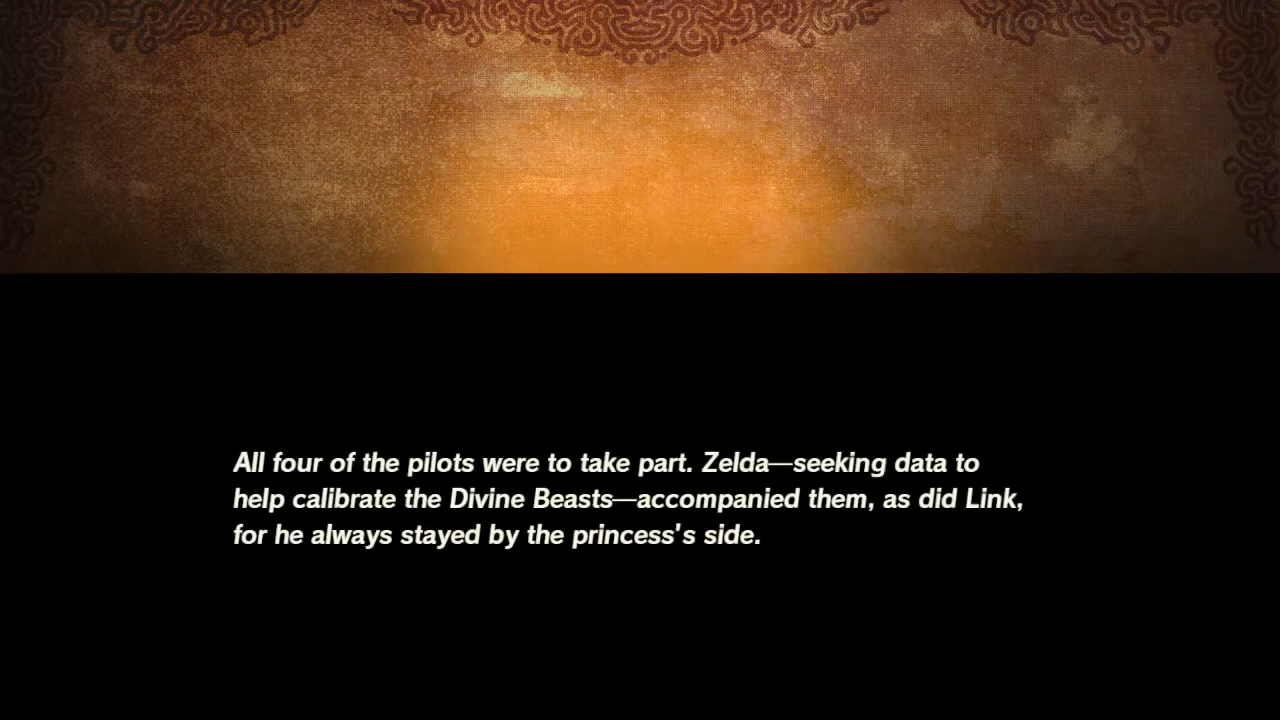 All four of the pilots were to take part. Zelda—seeking data to
help calibrate the Divine Beasts—accompanied them, as did Link,
for he always stayed by the princess's side.